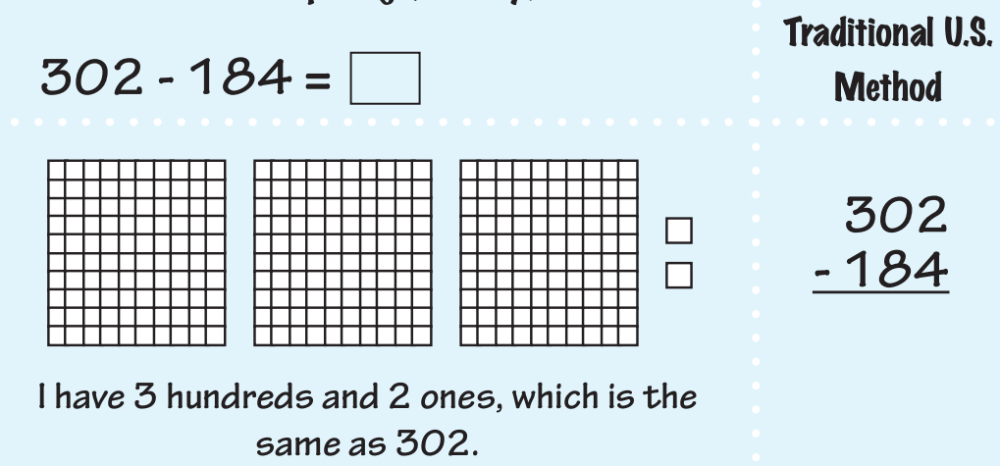 302 - 184 =
Traditional U.S.
Method
302
- 184
I have 3 hundreds and 2 ones, which is the
same as 302.